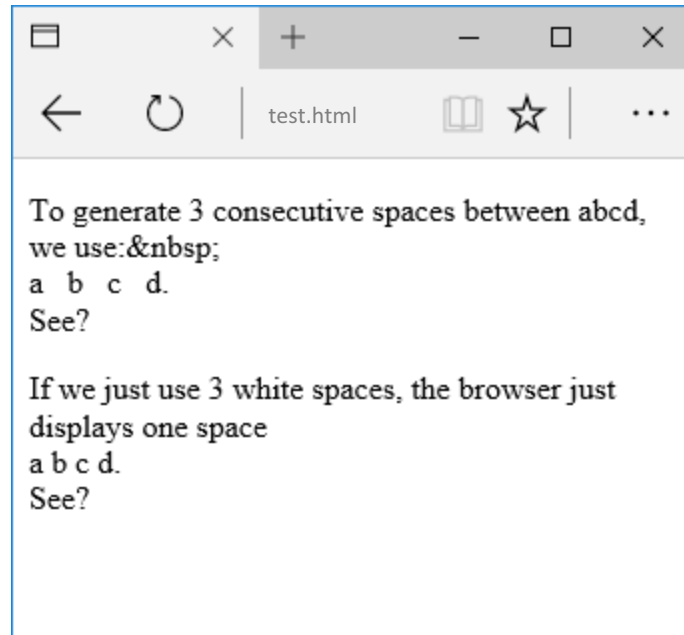 test.html
To generate 3 consecutive spaces between abcd,
we use:&nbsp;
a   b   c   d.
See?
If we just use 3 white spaces, the browser just
displays one space
a b c d.
See?